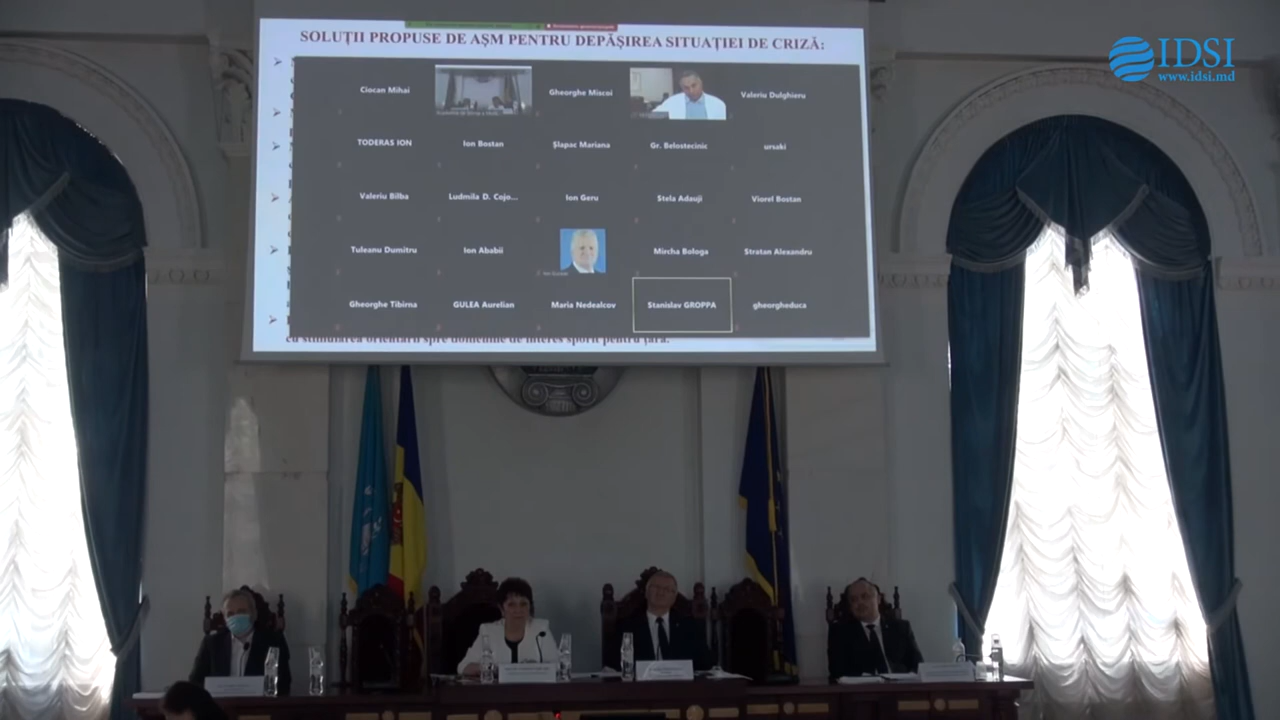 SOLUȚII PROPUSE DE AȘM PENTRU DEPĂȘIREA SITUAȚIEI DE CRIZĂ:
IDSI
www.idsi.md
Ciocan Mihai
Gheorghe Miscoi
Valeriu Dulghieru
TODERAS ION
Ion Bostan
Șlapac Mariana
Gr. Belostecinic
ursaki
Valeriu Bilba
Ludmila D. Cojo...
Ion Geru
Stela Adauji
Viorel Bostan
Tuleanu Dumitru
Ion Ababii
Mircha Bologa
Stratan Alexandru
Gheorghe Tibirna
GULEA Aurelian
Maria Nedealcov
Stanislav GROPPA
gheorgheduca
cu stimularea orientării spre domeniile de interes sporit pentru țară.